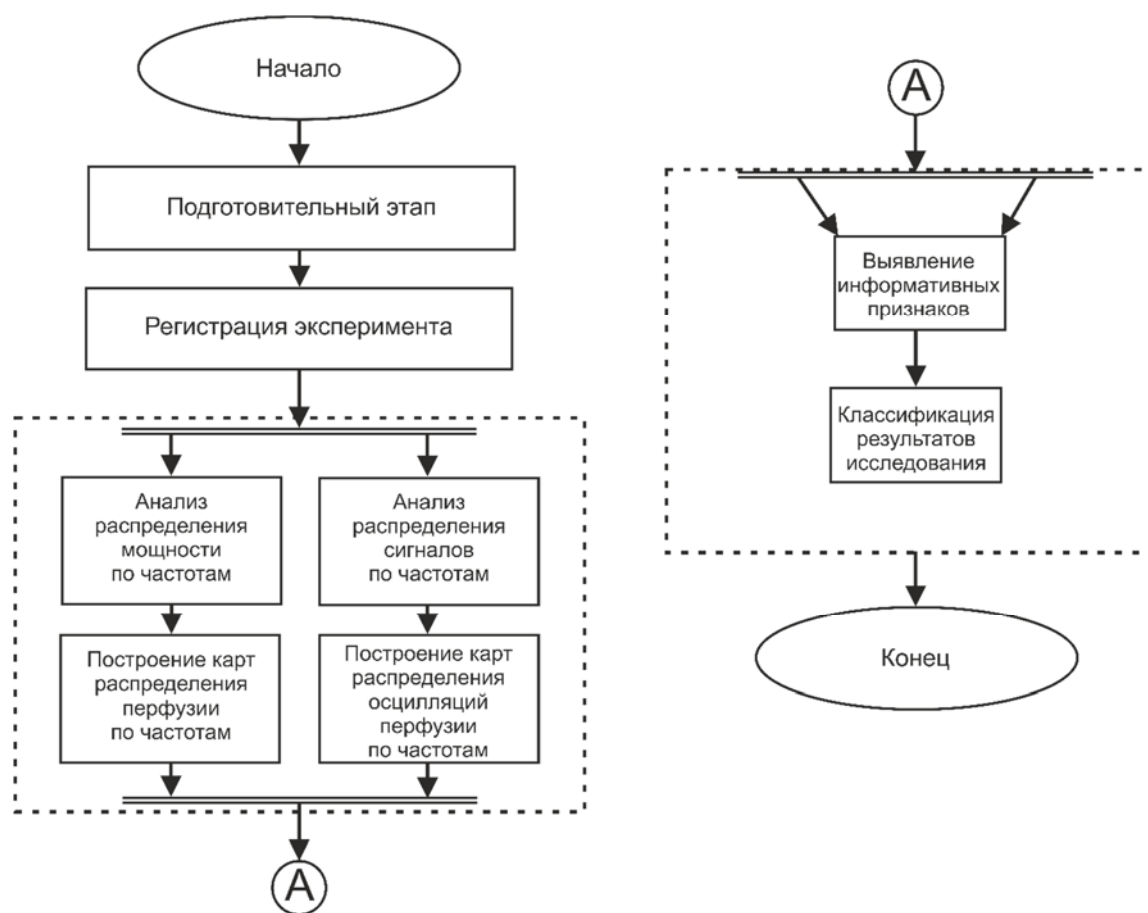 Начало
Подготовительный этап
Регистрация эксперимента
Анализ
распределения
мощности
по частотам
Анализ
распределения
сигналов
по частотам
Построение карт
распределения
перфузии
по частотам
Построение карт
распределения
осцилляций
перфузии
по частотам
А
А
Выявление
информативных
признаков
Классификация
результатов
исследования
Конец